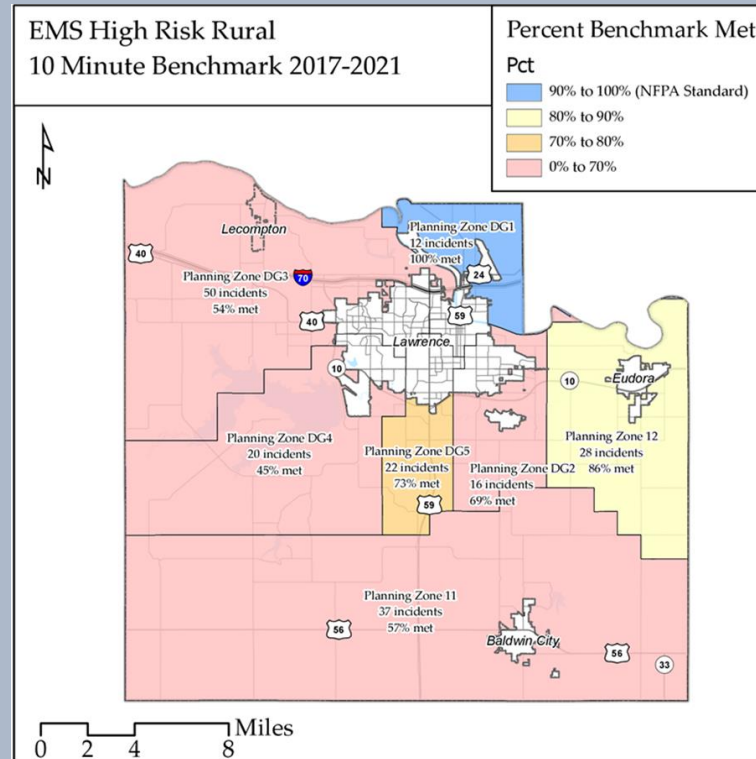 EMS High Risk Rural
10 Minute Benchmark 2017-2021
Percent Benchmark Met
Pct
90% to 100% (NFPA Standard)
80% to 90%
70% to 80%
0% to 70%
N
Lecompton
Planning Zone DG1
12 incidents
100% met
40
24
Planning Zone DG3
50 incidents
54% met
70
40
59
Lawrence
10
10
Eudora
Planning Zone DG4
20 incidents
45% met
Planning Zone DG5
22 incidents
73% met
Planning Zone DG2
16 incidents
69% met
Planning Zone 12
28 incidents
86% met
59
Planning Zone 11
37 incidents
57% met
56
Baldwin City
56
33
Miles
0 2 4 8